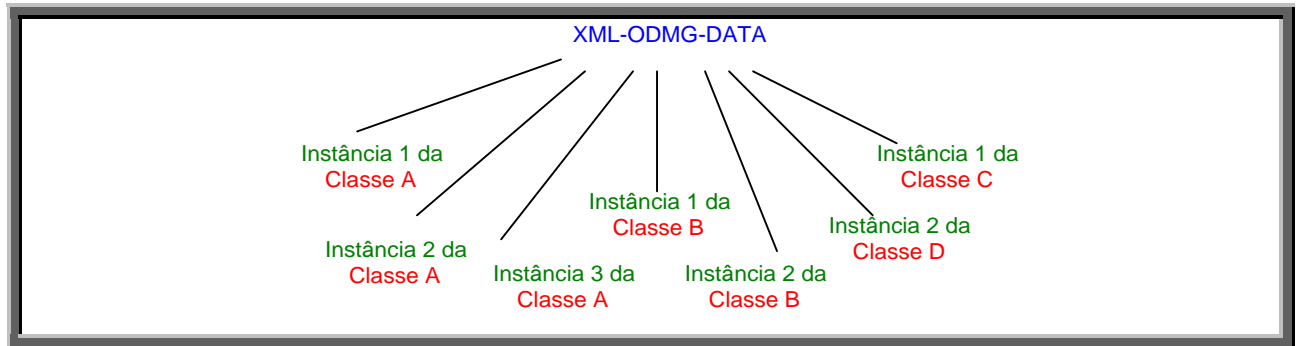 XML-ODMG-DATA
Instância 1 da
Classe A
Instância 2 da
Classe A
Instância 3 da
Classe A
Instância 1 da
Classe B
Instância 2 da
Classe B
Instância 2 da
Classe D
Instância 1 da
Classe C